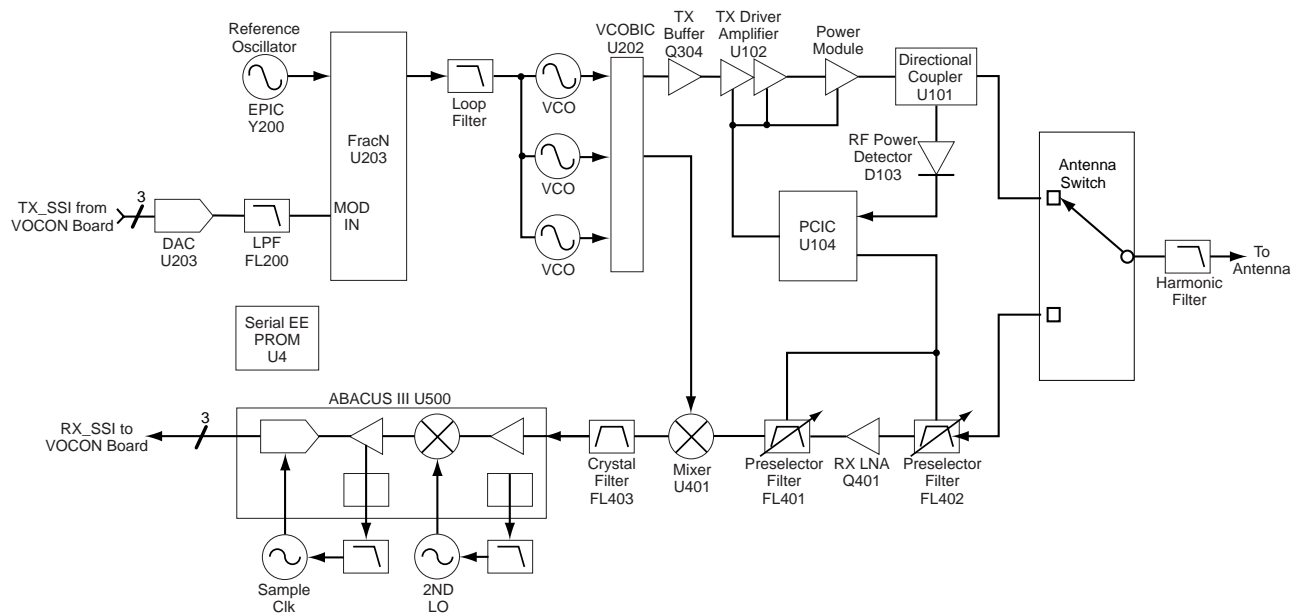 Reference
Oscillator
EPIC
Y200
FracN
U203
MOD
IN
Loop
Filter
VCO
VCO
VCO
VCOBIC
U202
TX
Buffer
Q304
TX Driver
Amplifier
U102
Power
Module
Directional
Coupler
U101
RF Power
Detector
D103
Antenna
Switch
PCIC
U104
To
Antenna
Harmonic
Filter
TX_SSI from
VOCON Board
3
DAC
U203
LPF
FL200
Serial EE
PROM
U4
ABACUS III U500
RX_SSI to
VOCON Board
3
Crystal
Filter
FL403
Mixer
U401
Preselector
Filter
FL401
RX LNA
Q401
Preselector
Filter
FL402
Sample
Clk
2ND
LO